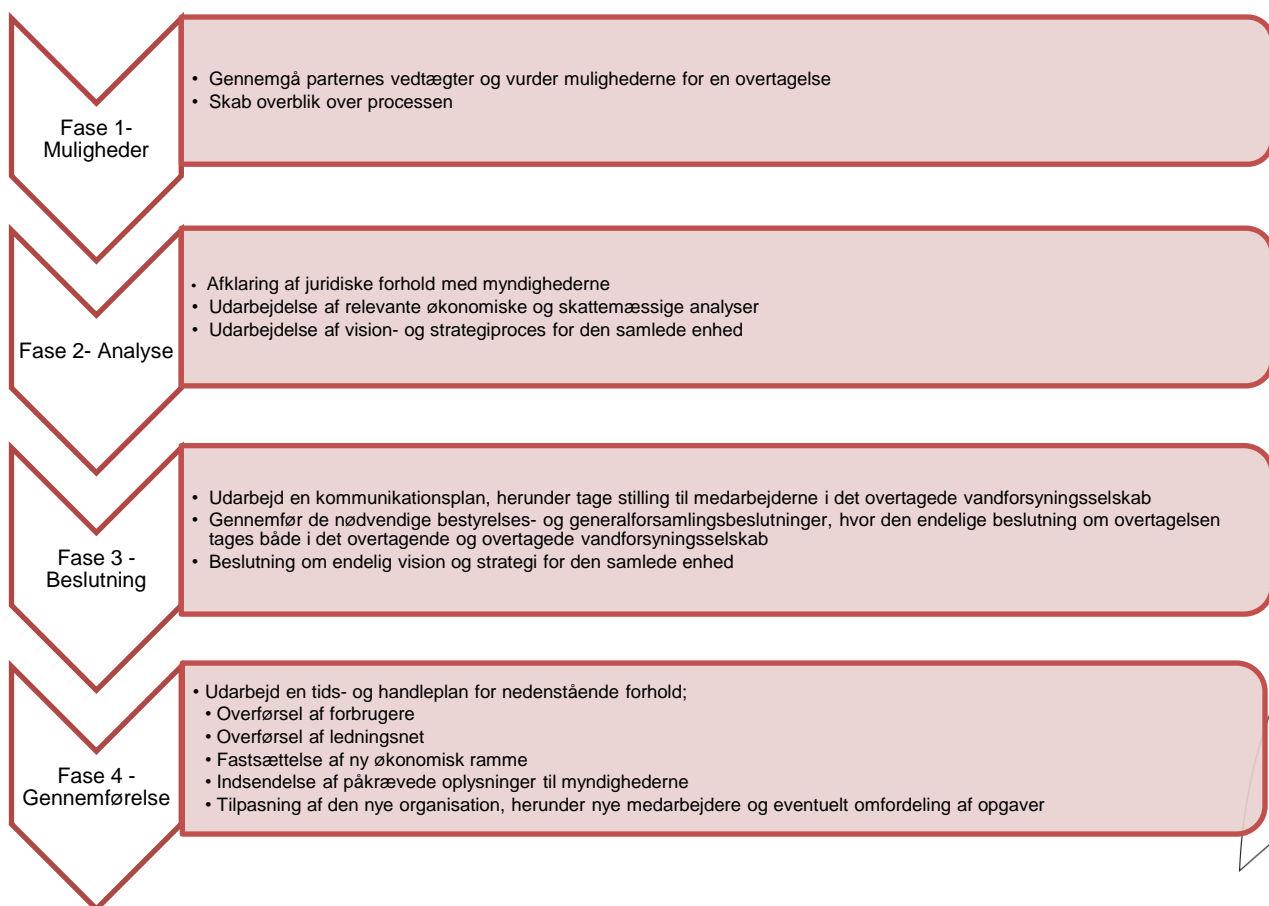 Fase 1-
Muligheder
• Gennemgå parternes vedtægter og vurder mulighederne for en overtagelse
• Skab overblik over processen
Fase 2- Analyse
• Afklaring af juridiske forhold med myndighederne
• Udarbejdelse af relevante økonomiske og skattemæssige analyser
• Udarbejdelse af vision- og strategiproces for den samlede enhed
Fase 3 -
Beslutning
• Udarbejd en kommunikationsplan, herunder tage stilling til medarbejderne i det overtagede vandforsyningsselskab
• Gennemfør de nødvendige bestyrelses- og generalforsamlingsbeslutninger, hvor den endelige beslutning om overtagelsen
tages både i det overtagende og overtagede vandforsyningsselskab
• Beslutning om endelig vision og strategi for den samlede enhed
Fase 4 -
Gennemførelse
• Udarbejd en tids- og handleplan for nedenstående forhold;
• Overførsel af forbrugere
• Overførsel af ledningsnet
• Fastsættelse af ny økonomisk ramme
• Indsendelse af påkrævede oplysninger til myndighederne
• Tilpasning af den nye organisation, herunder nye medarbejdere og eventuelt omfordeling af opgaver